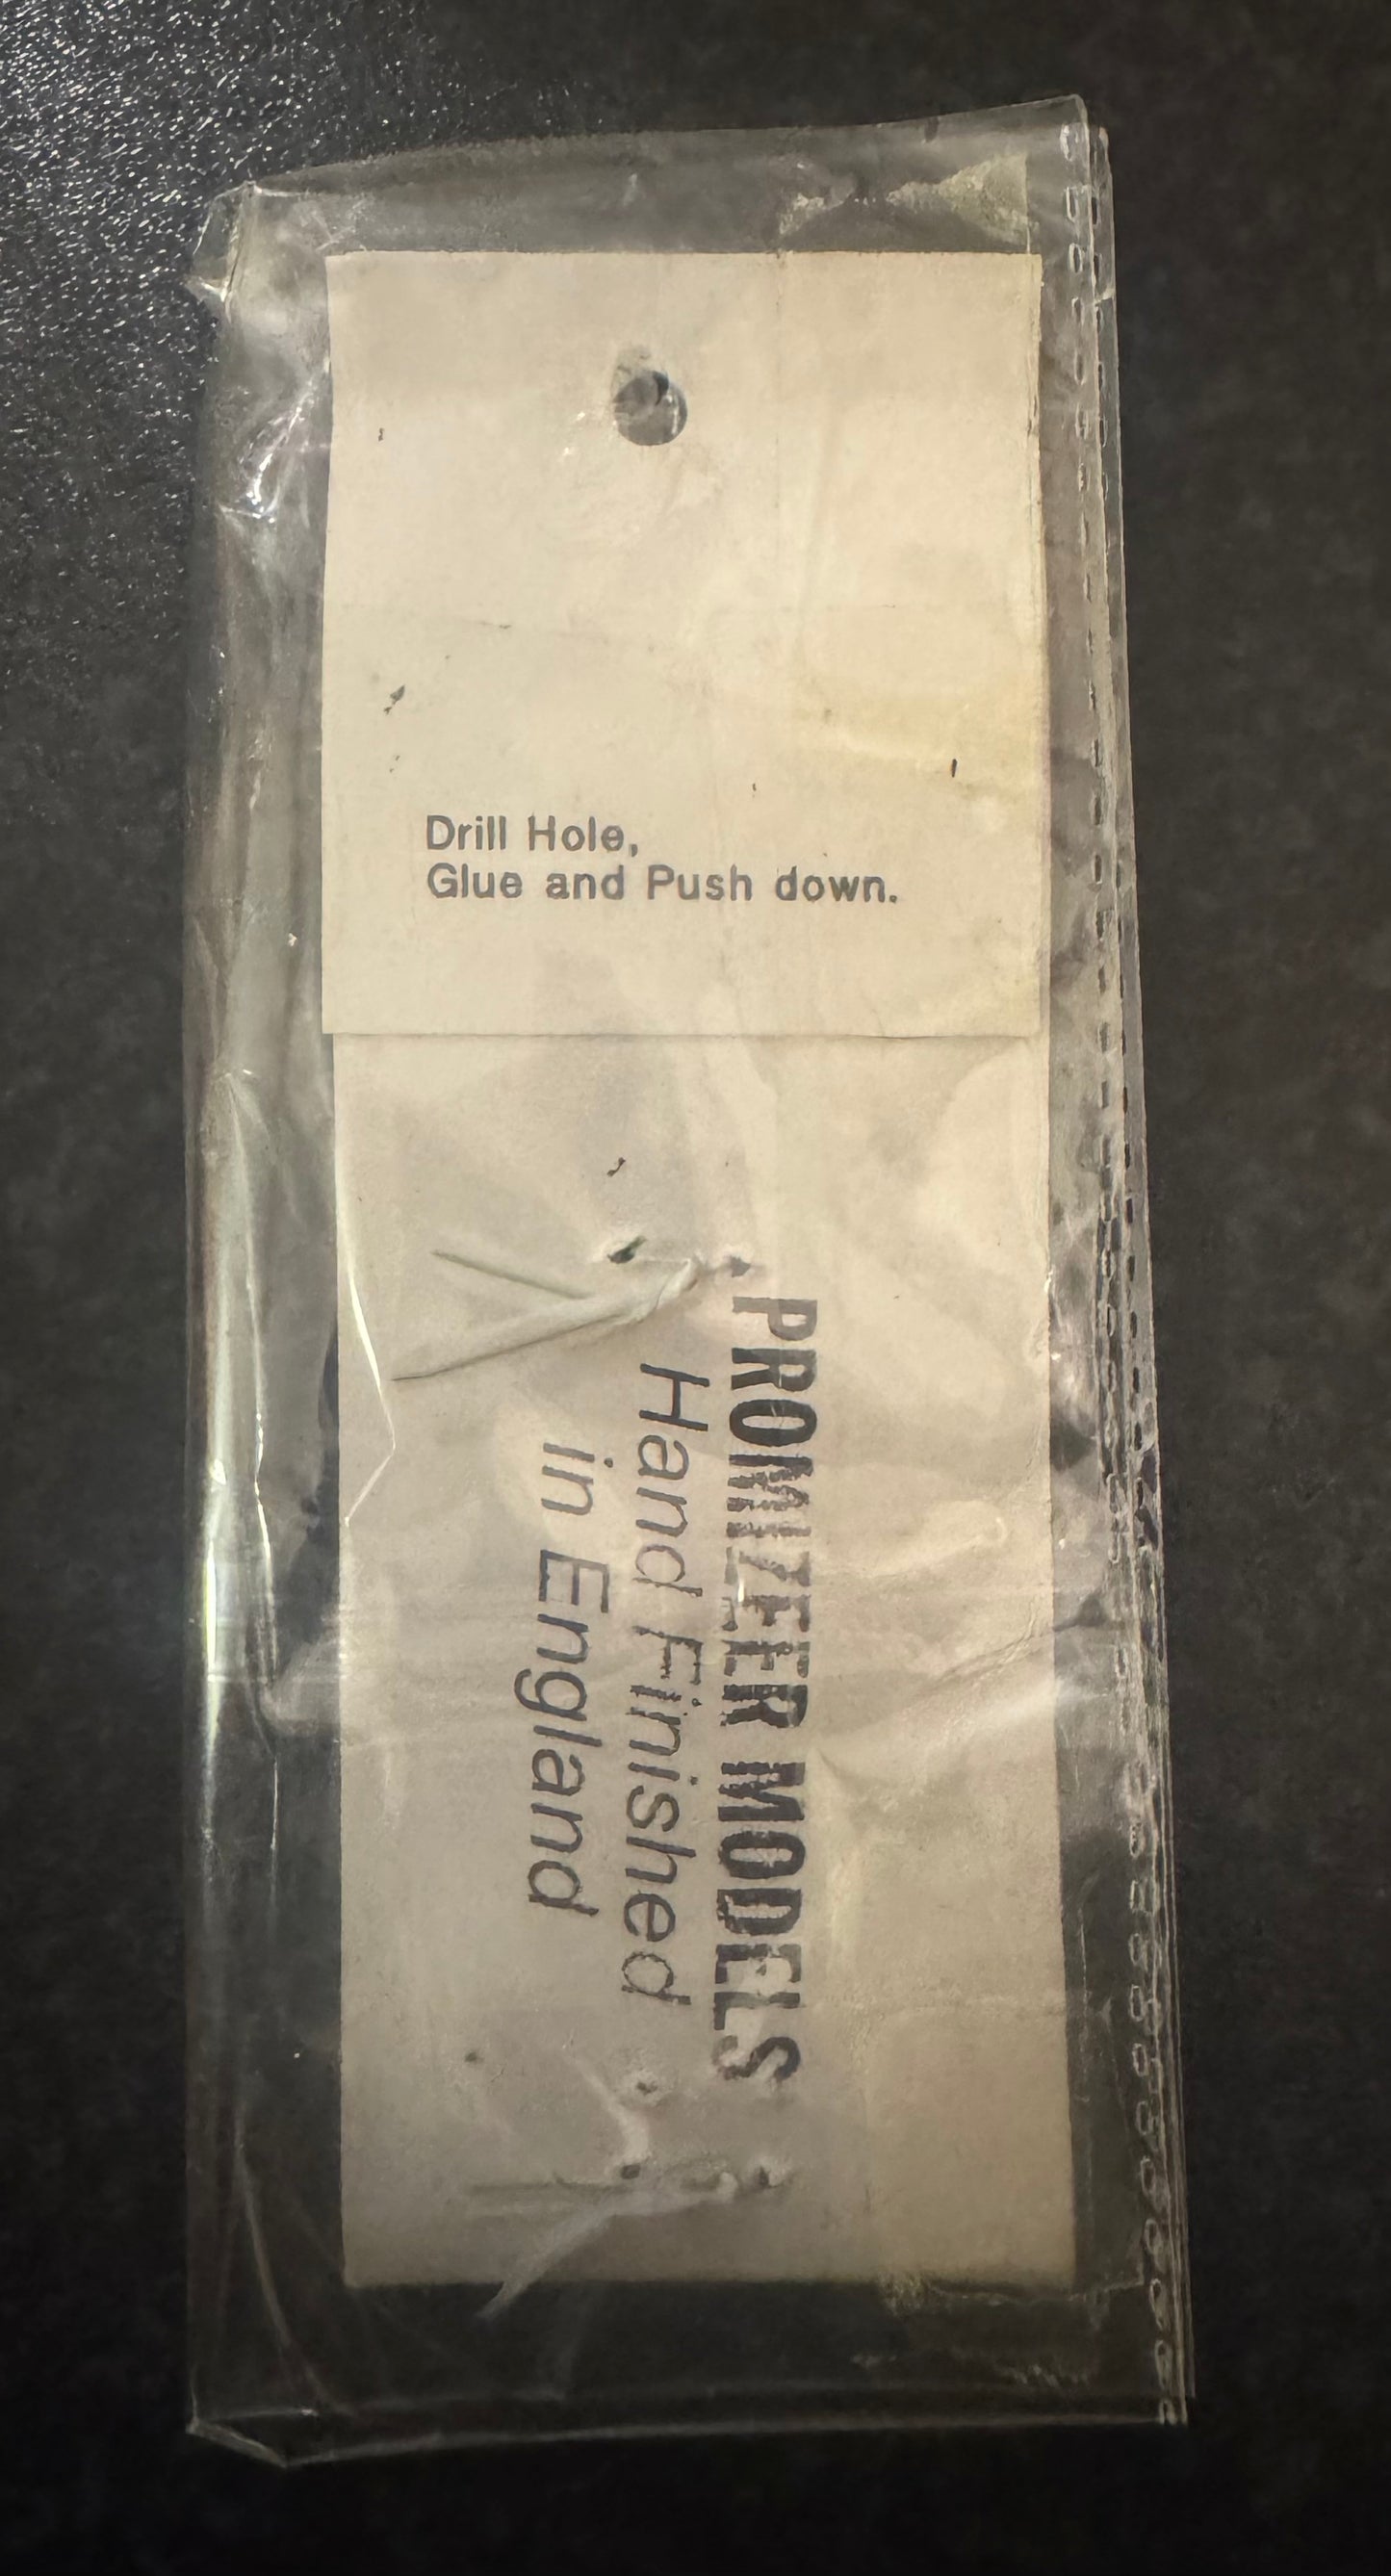 Drill Hole,
Glue and Push down.
PROMIZER MODELS
Hand Finished
in England